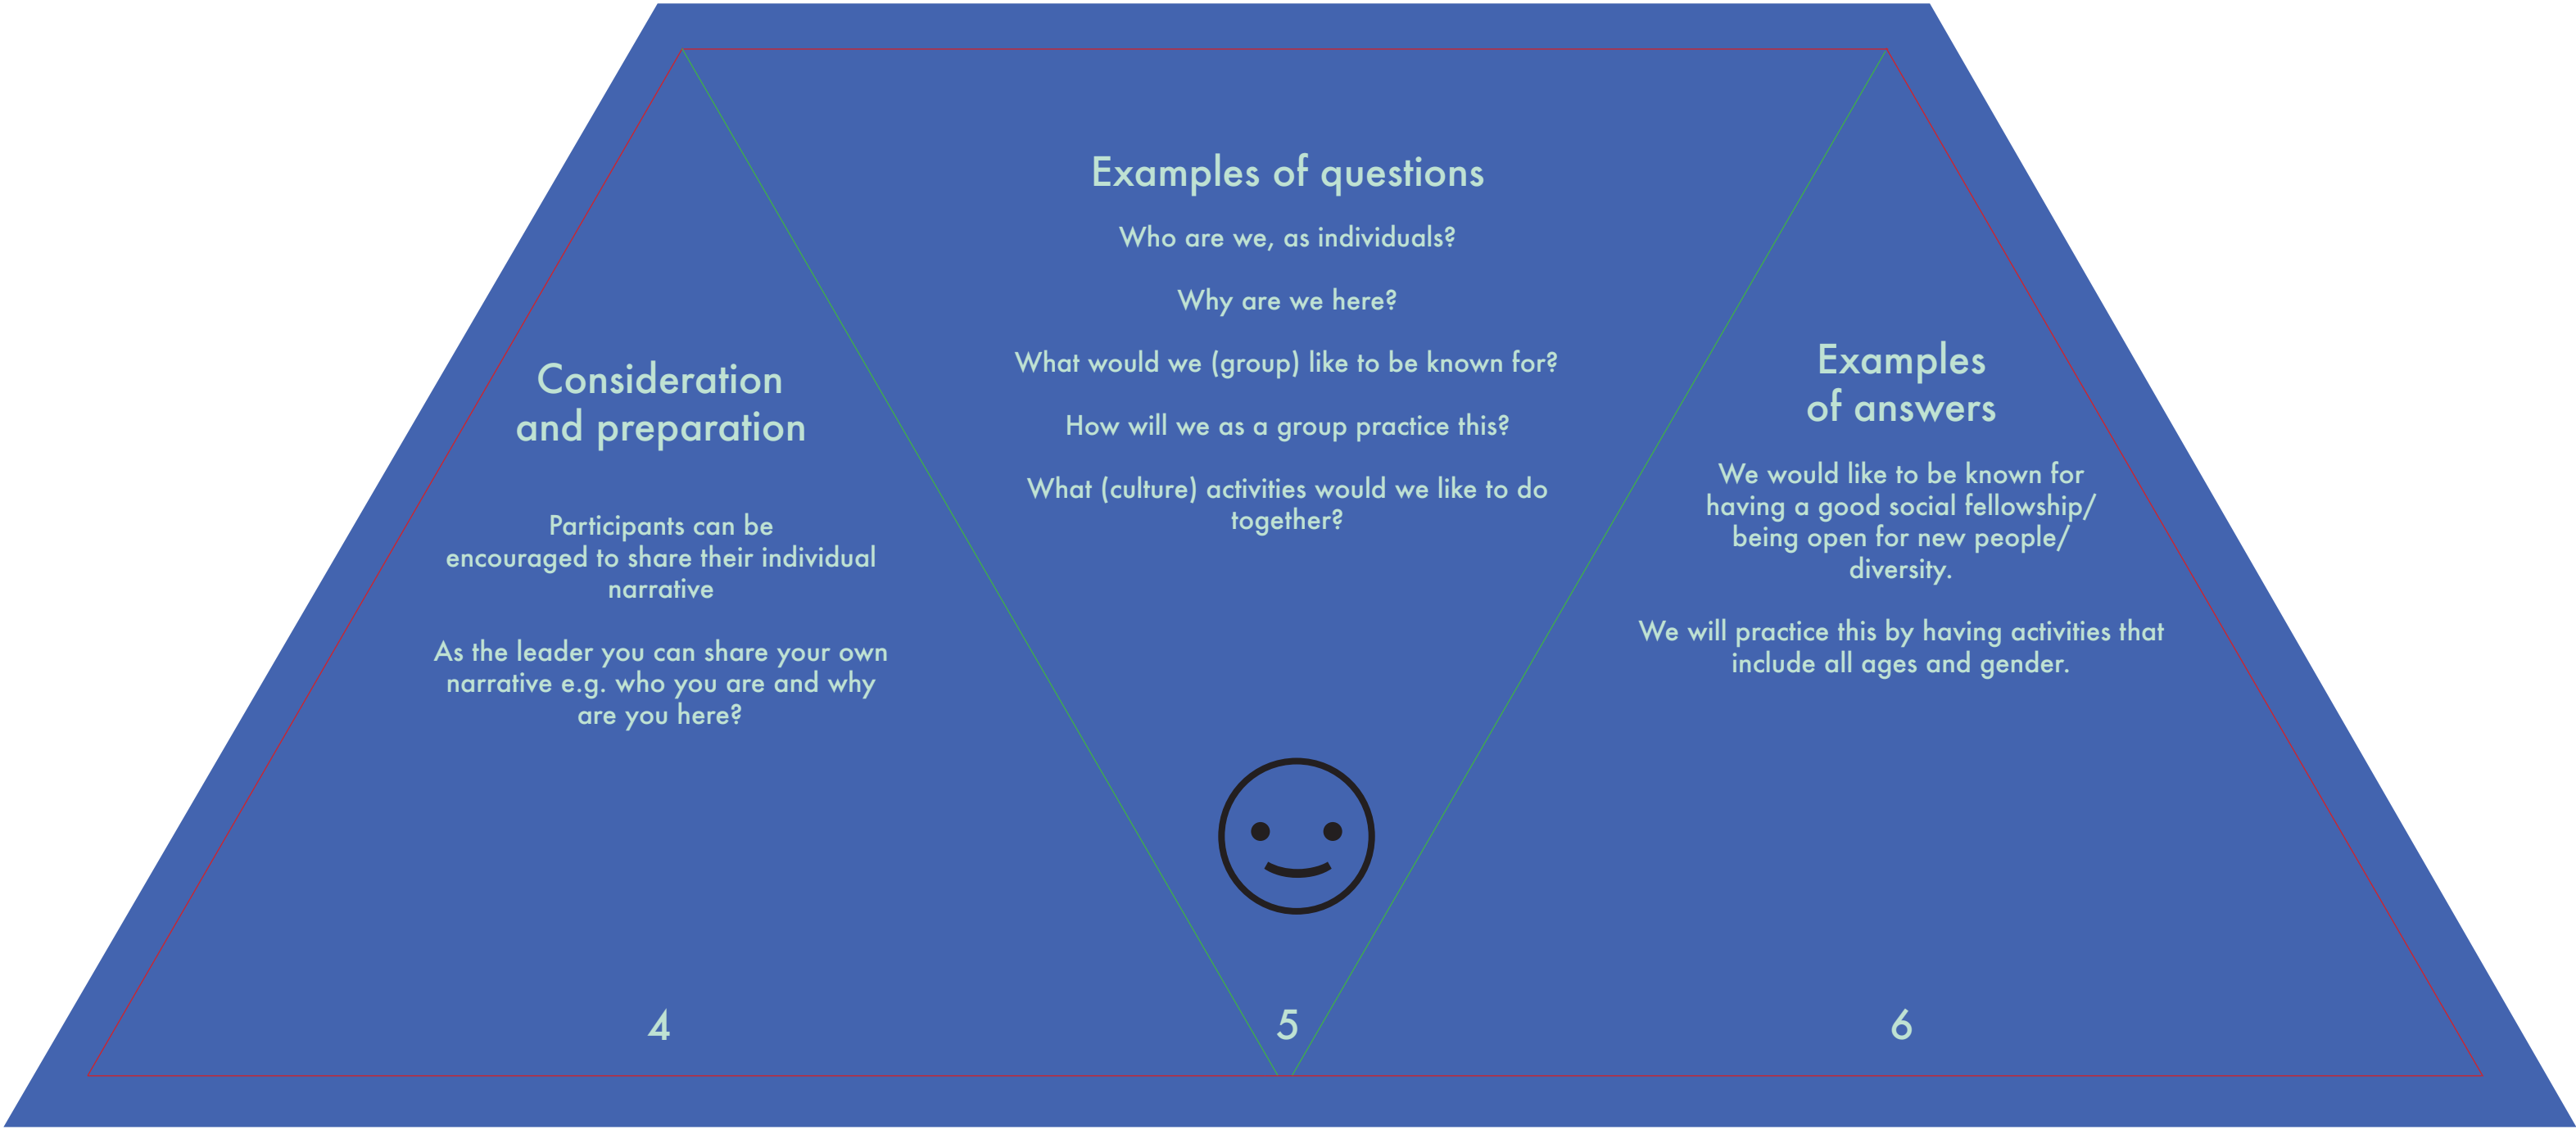 Consideration
and preparation
Participants can be
encouraged to share their individual
narrative
As the leader you can share your own
narrative e.g. who you are and why
are you here?
4
Examples of questions
Who are we, as individuals?
Why are we here?
What would we (group) like to be known for?
How will we as a group practice this?
What (culture) activities would we like to do
together?
5
Examples
of answers
We would like to be known for
having a good social fellowship/
being open for new people/
diversity.
We will practice this by having activities that
include all ages and gender.
6